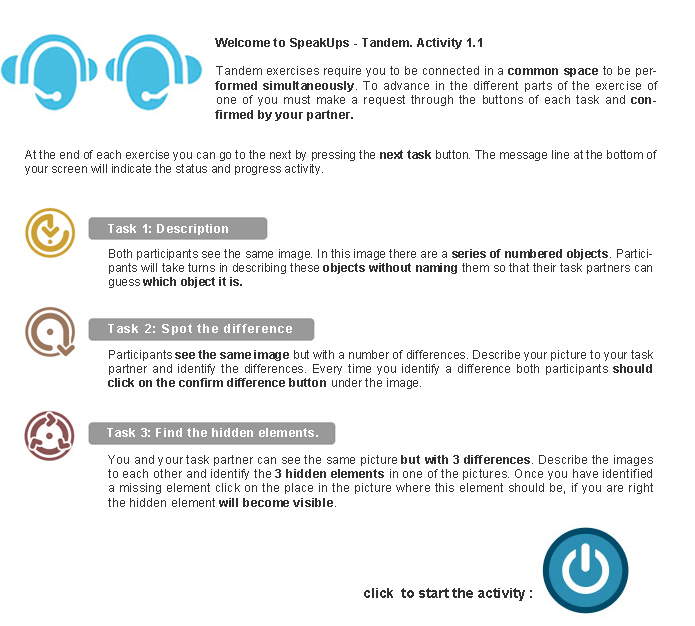 Welcome to SpeakUps - Tandem. Activity 1.1
Tandem exercises require you to be connected in a common space to be per-
formed simultaneously. To advance in the different parts of the exercise of
one of you must make a request through the buttons of each task and con-
firmed by your partner.
At the end of each exercise you can go to the next by pressing the next task button. The message line at the bottom of
your screen will indicate the status and progress activity.
Task 1: Description
Both participants see the same image. In this image there are a series of numbered objects. Partici-
pants will take turns in describing these objects without naming them so that their task partners can
guess which object it is.
Task 2: Spot the difference
Participants see the same image but with a number of differences. Describe your picture to your task
partner and identify the differences. Every time you identify a difference both participants should
click on the confirm difference button under the image.
Task 3: Find the hidden elements.
You and your task partner can see the same picture but with 3 differences. Describe the images
to each other and identify the 3 hidden elements in one of the pictures. Once you have identified
a missing element click on the place in the picture where this element should be, if you are right
the hidden element will become visible.
click to start the activity :